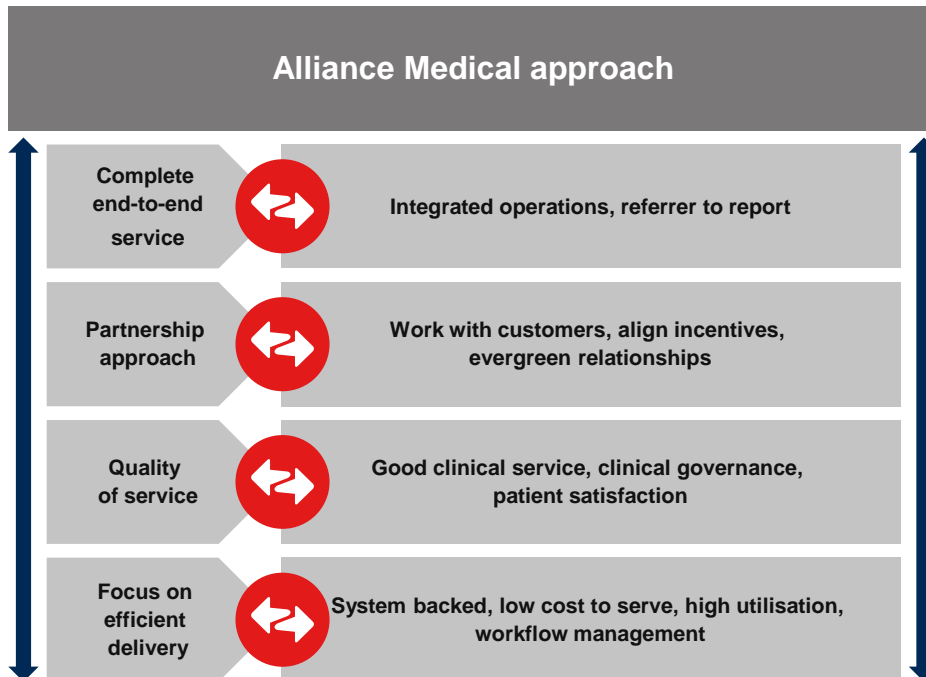 Alliance Medical approach
Complete
end-to-end
service
Integrated operations, referrer to report
Partnership
approach
Work with customers, align incentives,
evergreen relationships
Quality
of service
Good clinical service, clinical governance,
patient satisfaction
Focus on
efficient
delivery
System backed, low cost to serve, high utilisation,
workflow management